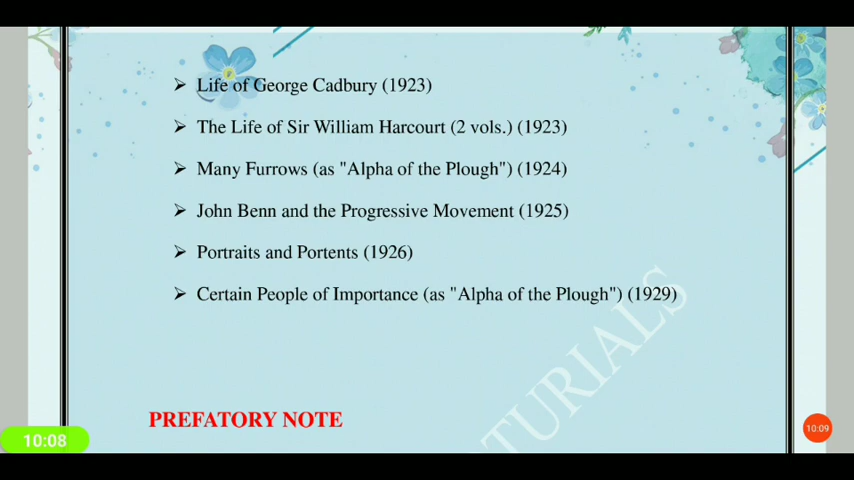 ➢ Life of George Cadbury (1923)
➢ The Life of Sir William Harcourt (2 vols.) (1923)
➢ Many Furrows (as "Alpha of the Plough") (1924)
➢ John Benn and the Progressive Movement (1925)
➢ Portraits and Portents (1926)
➢ Certain People of Importance (as "Alpha of the Plough") (1929)
TURIALS
PREFATORY NOTE
10:08
10:09